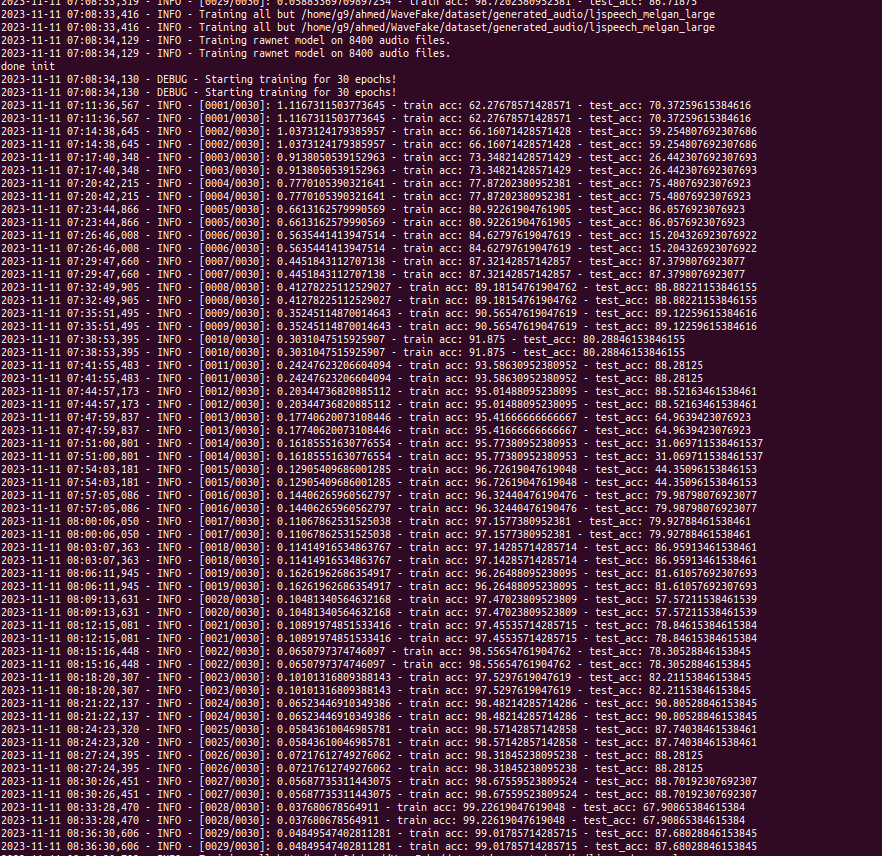 2023-11-11 07:08:33,319 - INFO - [0029/0030]: 0.05883369709897254 - train acc: 98.7202380952381 - test_acc: 86.71875
2023-11-11 07:08:33,416 - INFO - Training all but /home/g9/ahmed/WaveFake/dataset/generated_audio/ljspeech_melgan_large
2023-11-11 07:08:33,416 - INFO - Training all but /home/g9/ahmed/WaveFake/dataset/generated_audio/ljspeech_melgan_large
2023-11-11 07:08:34,129 - INFO - Training rawnet model on 8400 audio files.
2023-11-11 07:08:34,129 - INFO - Training rawnet model on 8400 audio files.
done init
2023-11-11 07:08:34,130 - DEBUG - Starting training for 30 epochs!
2023-11-11 07:08:34,130 - DEBUG - Starting training for 30 epochs!
2023-11-11 07:11:36,567 - INFO - [0001/0030]: 1.1167311503773645 - train acc: 62.27678571428571 - test_acc: 70.37259615384616
2023-11-11 07:11:36,567 - INFO - [0001/0030]: 1.1167311503773645 - train acc: 62.27678571428571 - test_acc: 70.37259615384616
2023-11-11 07:14:38,645 - INFO - [0002/0030]: 1.0373124179385957 - train acc: 66.16071428571428 - test_acc: 59.254807692307686
2023-11-11 07:14:38,645 - INFO - [0002/0030]: 1.0373124179385957 - train acc: 66.16071428571428 - test_acc: 59.254807692307686
2023-11-11 07:17:40,348 - INFO - [0003/0030]: 0.9138050539152963 - train acc: 73.34821428571429 - test_acc: 26.442307692307693
2023-11-11 07:17:40,348 - INFO - [0003/0030]: 0.9138050539152963 - train acc: 73.34821428571429 - test_acc: 26.442307692307693
2023-11-11 07:20:42,215 - INFO - [0004/0030]: 0.7770105390321641 - train acc: 77.87202380952381 - test_acc: 75.48076923076923
2023-11-11 07:20:42,215 - INFO - [0004/0030]: 0.7770105390321641 - train acc: 77.87202380952381 - test_acc: 75.48076923076923
2023-11-11 07:23:44,866 - INFO - [0005/0030]: 0.6613162579990569 - train acc: 80.92261904761905 - test_acc: 86.0576923076923
2023-11-11 07:23:44,866 - INFO - [0005/0030]: 0.6613162579990569 - train acc: 80.92261904761905 - test_acc: 86.0576923076923
2023-11-11 07:26:46,008 - INFO - [0006/0030]: 0.5635441413947514 - train acc: 84.62797619047619 - test_acc: 15.204326923076922
2023-11-11 07:26:46,008 - INFO - [0006/0030]: 0.5635441413947514 - train acc: 84.62797619047619 - test_acc: 15.204326923076922
2023-11-11 07:29:47,660 - INFO - [0007/0030]: 0.4451843112707138 - train acc: 87.32142857142857 - test_acc: 87.3798076923077
2023-11-11 07:29:47,660 - INFO - [0007/0030]: 0.4451843112707138 - train acc: 87.32142857142857 - test_acc: 87.3798076923077
2023-11-11 07:32:49,905 - INFO - [0008/0030]: 0.41278225112529027 - train acc: 89.18154761904762 - test_acc: 88.88221153846155
2023-11-11 07:32:49,905 - INFO - [0008/0030]: 0.41278225112529027 - train acc: 89.18154761904762 - test_acc: 88.88221153846155
2023-11-11 07:35:51,495 - INFO - [0009/0030]: 0.35245114870014643 - train acc: 90.56547619047619 - test_acc: 89.12259615384616
2023-11-11 07:35:51,495 - INFO - [0009/0030]: 0.35245114870014643 - train acc: 90.56547619047619 - test_acc: 89.12259615384616
2023-11-11 07:38:53,395 - INFO - [0010/0030]: 0.3031047515925907 - train acc: 91.875 - test_acc: 80.28846153846155
2023-11-11 07:38:53,395 - INFO - [0010/0030]: 0.3031047515925907 - train acc: 91.875 - test_acc: 80.28846153846155
2023-11-11 07:41:55,483 - INFO - [0011/0030]: 0.24247623206604094 - train acc: 93.58630952380952 - test_acc: 88.28125
2023-11-11 07:41:55,483 - INFO - [0011/0030]: 0.24247623206604094 - train acc: 93.58630952380952 - test_acc: 88.28125
2023-11-11 07:44:57,173 - INFO - [0012/0030]: 0.20344736820885112 - train acc: 95.01488095238095 - test_acc: 88.52163461538461
2023-11-11 07:44:57,173 - INFO - [0012/0030]: 0.20344736820885112 - train acc: 95.01488095238095 - test_acc: 88.52163461538461
2023-11-11 07:47:59,837 - INFO - [0013/0030]: 0.17740620073108446 - train acc: 95.41666666666667 - test_acc: 64.9639423076923
2023-11-11 07:47:59,837 - INFO - [0013/0030]: 0.17740620073108446 - train acc: 95.41666666666667 - test_acc: 64.9639423076923
2023-11-11 07:51:00,801 - INFO - [0014/0030]: 0.16185551630776554 - train acc: 95.77380952380953 - test_acc: 31.069711538461537
2023-11-11 07:51:00,801 - INFO - [0014/0030]: 0.16185551630776554 - train acc: 95.77380952380953 - test_acc: 31.069711538461537
2023-11-11 07:54:03,181 - INFO - [0015/0030]: 0.12905409686001285 - train acc: 96.72619047619048 - test_acc: 44.35096153846153
2023-11-11 07:54:03,181 - INFO - [0015/0030]: 0.12905409686001285 - train acc: 96.72619047619048 - test_acc: 44.35096153846153
2023-11-11 07:57:05,086 - INFO - [0016/0030]: 0.14406265960562797 - train acc: 96.32440476190476 - test_acc: 79.98798076923077
2023-11-11 07:57:05,086 - INFO - [0016/0030]: 0.14406265960562797 - train acc: 96.32440476190476 - test_acc: 79.98798076923077
2023-11-11 08:00:06,050 - INFO - [0017/0030]: 0.11067862531525038 - train acc: 97.1577380952381 - test_acc: 79.92788461538461
2023-11-11 08:00:06,050 - INFO - [0017/0030]: 0.11067862531525038 - train acc: 97.1577380952381 - test_acc: 79.92788461538461
2023-11-11 08:03:07,363 - INFO - [0018/0030]: 0.11414916534863767 - train acc: 97.14285714285714 - test_acc: 86.95913461538461
2023-11-11 08:03:07,363 - INFO - [0018/0030]: 0.11414916534863767 - train acc: 97.14285714285714 - test_acc: 86.95913461538461
2023-11-11 08:06:11,945 - INFO - [0019/0030]: 0.16261962686354917 - train acc: 96.26488095238095 - test_acc: 81.61057692307693
2023-11-11 08:06:11,945 - INFO - [0019/0030]: 0.16261962686354917 - train acc: 96.26488095238095 - test_acc: 81.61057692307693
2023-11-11 08:09:13,631 - INFO - [0020/0030]: 0.10481340564632168 - train acc: 97.47023809523809 - test_acc: 57.57211538461539
2023-11-11 08:09:13,631 - INFO - [0020/0030]: 0.10481340564632168 - train acc: 97.47023809523809 - test_acc: 57.57211538461539
2023-11-11 08:12:15,081 - INFO - [0021/0030]: 0.10891974851533416 - train acc: 97.45535714285715 - test_acc: 78.84615384615384
2023-11-11 08:12:15,081 - INFO - [0021/0030]: 0.10891974851533416 - train acc: 97.45535714285715 - test_acc: 78.84615384615384
2023-11-11 08:15:16,448 - INFO - [0022/0030]: 0.0650797374746097 - train acc: 98.55654761904762 - test_acc: 78.30528846153845
2023-11-11 08:15:16,448 - INFO - [0022/0030]: 0.0650797374746097 - train acc: 98.55654761904762 - test_acc: 78.30528846153845
2023-11-11 08:18:20,307 - INFO - [0023/0030]: 0.10101316809388143 - train acc: 97.5297619047619 - test_acc: 82.21153846153845
2023-11-11 08:18:20,307 - INFO - [0023/0030]: 0.10101316809388143 - train acc: 97.5297619047619 - test_acc: 82.21153846153845
2023-11-11 08:21:22,137 - INFO - [0024/0030]: 0.06523446910349386 - train acc: 98.48214285714286 - test_acc: 90.80528846153845
2023-11-11 08:21:22,137 - INFO - [0024/0030]: 0.06523446910349386 - train acc: 98.48214285714286 - test_acc: 90.80528846153845
2023-11-11 08:24:23,320 - INFO - [0025/0030]: 0.05843610046985781 - train acc: 98.57142857142858 - test_acc: 87.74038461538461
2023-11-11 08:24:23,320 - INFO - [0025/0030]: 0.05843610046985781 - train acc: 98.57142857142858 - test_acc: 87.74038461538461
2023-11-11 08:27:24,395 - INFO - [0026/0030]: 0.07217612749276062 - train acc: 98.31845238095238 - test_acc: 88.28125
2023-11-11 08:27:24,395 - INFO - [0026/0030]: 0.07217612749276062 - train acc: 98.31845238095238 - test_acc: 88.28125
2023-11-11 08:30:26,451 - INFO - [0027/0030]: 0.05687735311443075 - train acc: 98.67559523809524 - test_acc: 88.70192307692307
2023-11-11 08:30:26,451 - INFO - [0027/0030]: 0.05687735311443075 - train acc: 98.67559523809524 - test_acc: 88.70192307692307
2023-11-11 08:33:28,470 - INFO - [0028/0030]: 0.037680678564911 - train acc: 99.22619047619048 - test_acc: 67.90865384615384
2023-11-11 08:33:28,470 - INFO - [0028/0030]: 0.037680678564911 - train acc: 99.22619047619048 - test_acc: 67.90865384615384
2023-11-11 08:36:30,606 - INFO - [0029/0030]: 0.04849547402811281 - train acc: 99.01785714285715 - test_acc: 87.68028846153845
2023-11-11 08:36:30,606 - INFO - [0029/0030]: 0.04849547402811281 - train acc: 99.01785714285715 - test_acc: 87.68028846153845